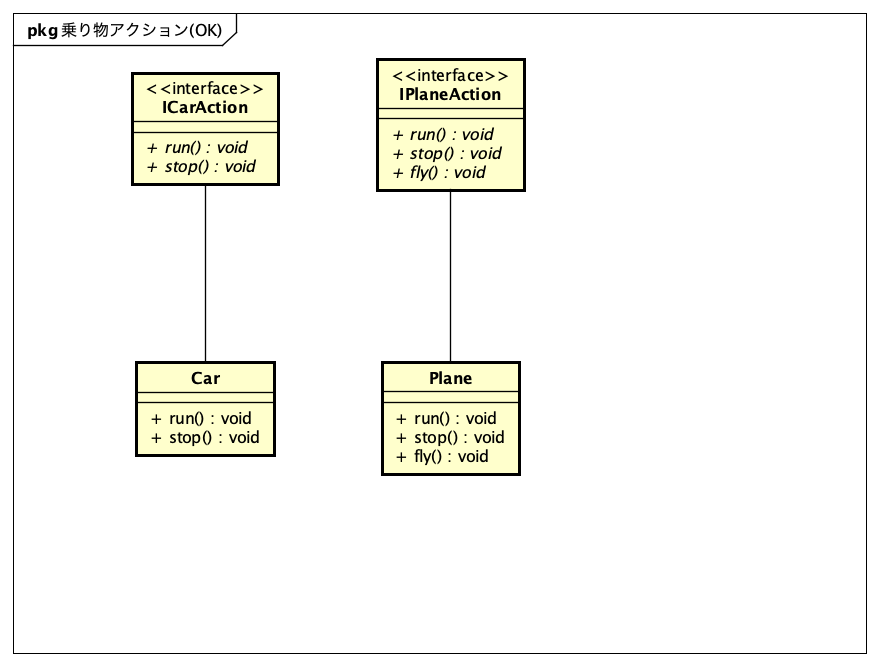 pkg 乗り物アクション(OK)
<<interface>>
ICarAction
+ run() : void
+ stop() : void
<<interface>>
IPlaneAction
+ run() : void
+ stop() : void
+ fly() : void
Car
+ run() : void
+ stop() : void
Plane
+ run() : void
+ stop() : void
+ fly() : void